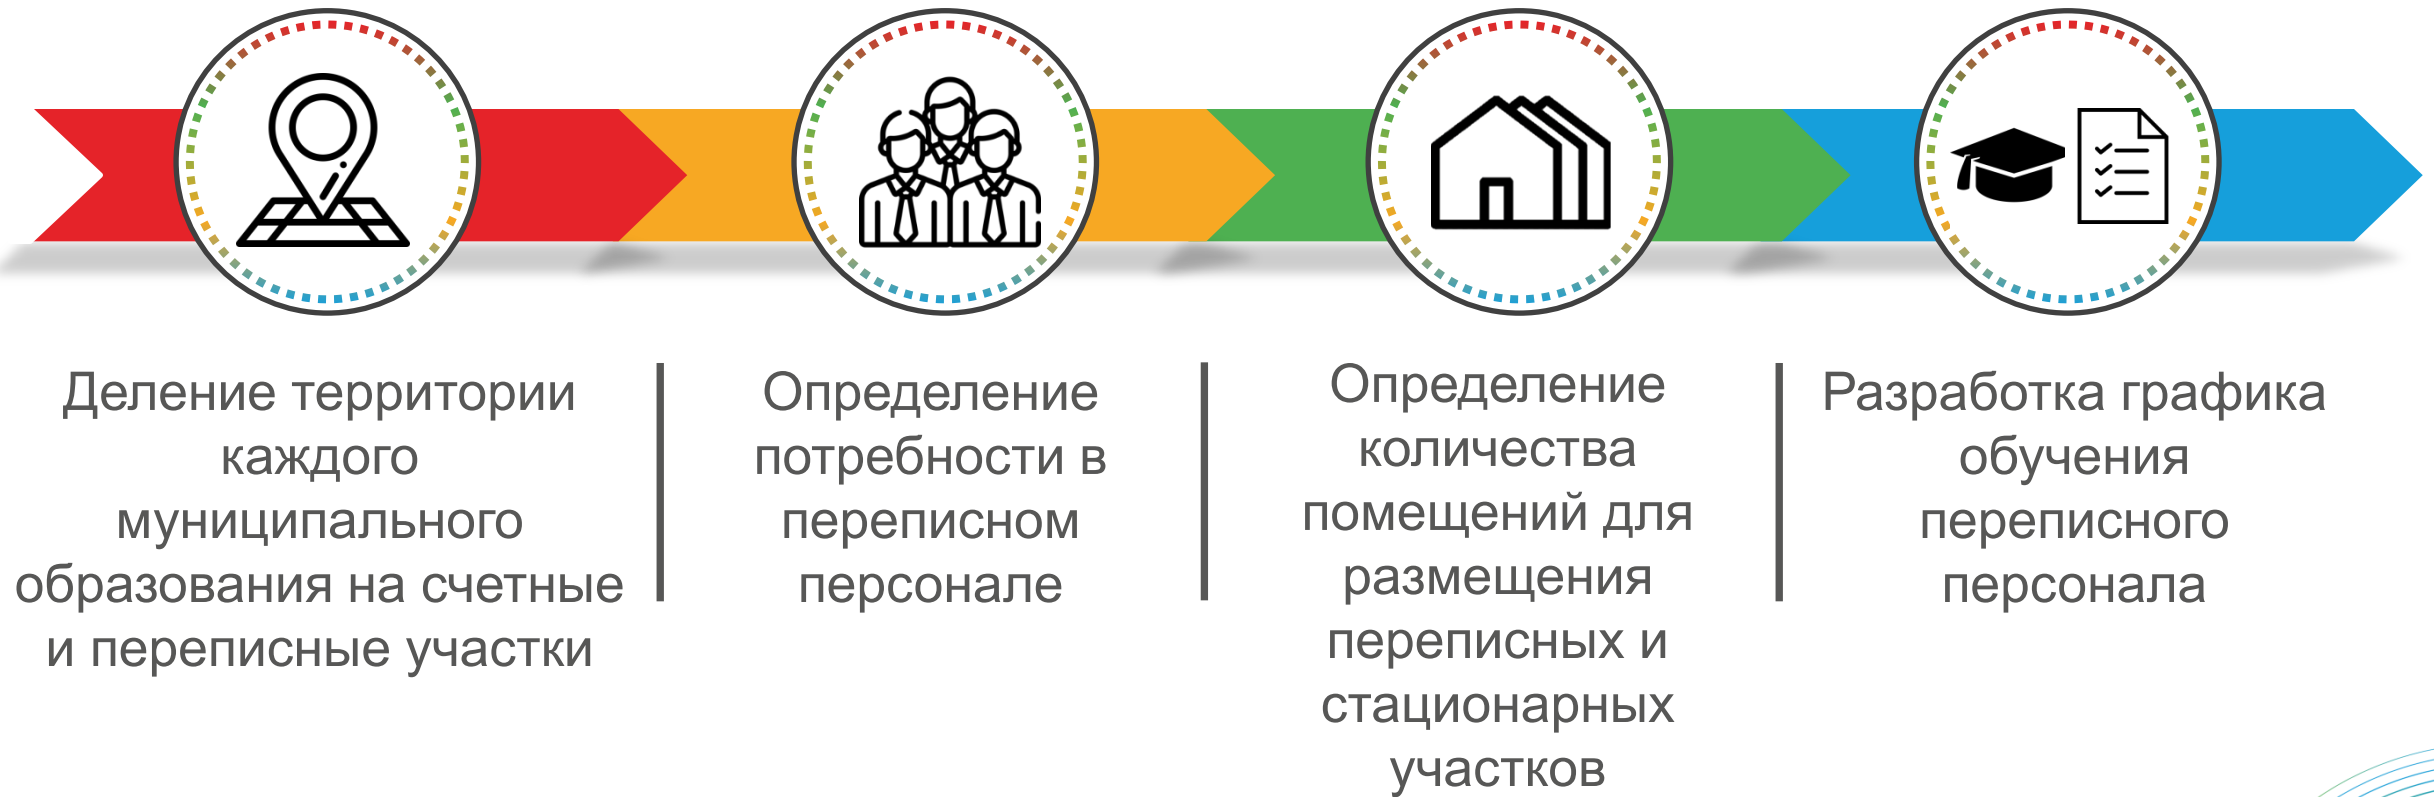 Деление территории
каждого
муниципального
образования на счетные
и переписные участки
Определение
потребности в
переписном
персонале
Определение
количества
помещений для
размещения
переписных и
стационарных
участков
Разработка графика
обучения
переписного
персонала